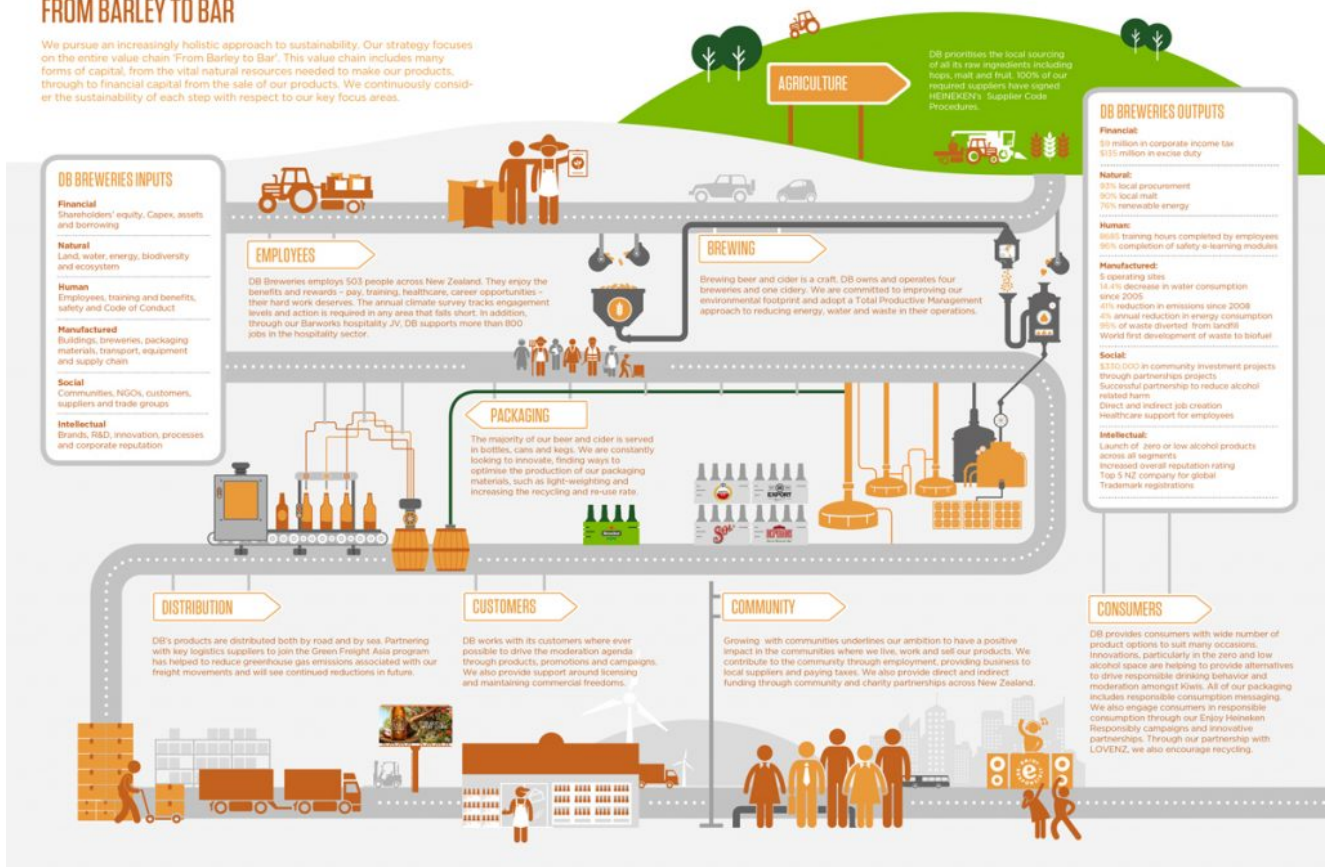 FROM BARLEY TO BAR
We pursue an increasingly holistic approach to sustainability. Our strategy focuses
on the entire value chain 'From Barley to Bar'. This value chain includes many
forms of capital, from the vital natural resources needed to make our products,
through to financial capital from the sale of our products. We continuously consid-
er the sustainability of each step with respect to our key focus areas.
AGRICULTURE
DB prioritises the local sourcing
of all its raw ingredients including
hops, malt and fruit. 100% of our
required suppliers have signed
HEINEKEN's Supplier Code
Procedures.
DB BREWERIES INPUTS
Financial
Shareholders' equity, Capex, assets
and borrowing
Natural
Land, water, energy, biodiversity
and ecosystem
Human
Employees, training and benefits,
safety and Code of Conduct
Manufactured
Buildings, breweries, packaging
materials, transport, equipment
and supply chain
Social
Communities, NGOs, customers,
suppliers and trade groups
Intellectual
Brands, R&D, innovation, processes
and corporate reputation
EMPLOYEES
DB Breweries employs 503 people across New Zealand. They enjoy the
benefits and rewards – pay, training, healthcare, career opportunities –
their hard work deserves. The annual climate survey tracks engagement
levels and action is required in any area that falls short. In addition,
through our Barworks hospitality JV, DB supports more than 800
jobs in the hospitality sector.
BREWING
Brewing beer and cider is a craft. DB owns and operates four
breweries and one cidery. We are committed to improving our
environmental footprint and adopt a Total Productive Management
approach to reducing energy, water and waste in their operations.
DB BREWERIES OUTPUTS
Financial:
$9 million in corporate income tax
$135 million in excise duty
Natural:
93% local procurement
90% local malt
76% renewable energy
Human:
8685 training hours completed by employees
96% completion of safety e-learning modules
Manufactured:
5 operating sites
14.4% decrease in water consumption
since 2005
41% reduction in emissions since 2008
4% annual reduction in energy consumption
95% of waste diverted from landfill
World first development of waste to biofuel
Social:
$330,000 in community investment projects
through partnerships projects
Successful partnership to reduce alcohol
related harm
Direct and indirect job creation
Healthcare support for employees
Intellectual:
Launch of zero or low alcohol products
across all segments
Increased overall reputation rating
Top 5 NZ company for global
Trademark registrations
PACKAGING
The majority of our beer and cider is served
in bottles, cans and kegs. We are constantly
looking to innovate, finding ways to
optimise the production of our packaging
materials, such as light-weighting and
increasing the recycling and re-use rate.
EXPORT
Heineken
Sol
DISTRIBUTION
DB's products are distributed both by road and by sea. Partnering
with key logistics suppliers to join the Green Freight Asia program
has helped to reduce greenhouse gas emissions associated with our
freight movements and will see continued reductions in future.
CUSTOMERS
DB works with its customers where ever
possible to drive the moderation agenda
through products, promotions and campaigns.
We also provide support around licensing
and maintaining commercial freedoms.
COMMUNITY
Growing with communities underlines our ambition to have a positive
impact in the communities where we live, work and sell our products. We
contribute to the community through employment, providing business to
local suppliers and paying taxes. We also provide direct and indirect
funding through community and charity partnerships across New Zealand.
CONSUMERS
DB provides consumers with wide number of
product options to suit many occasions.
Innovations, particularly in the zero and low
alcohol space are helping to provide alternatives
to drive responsible drinking behavior and
moderation amongst Kiwis. All of our packaging
includes responsible consumption messaging.
We also engage consumers in responsible
consumption through our Enjoy Heineken
Responsibly campaigns and innovative
partnerships. Through our partnership with
LOVENZ, we also encourage recycling.